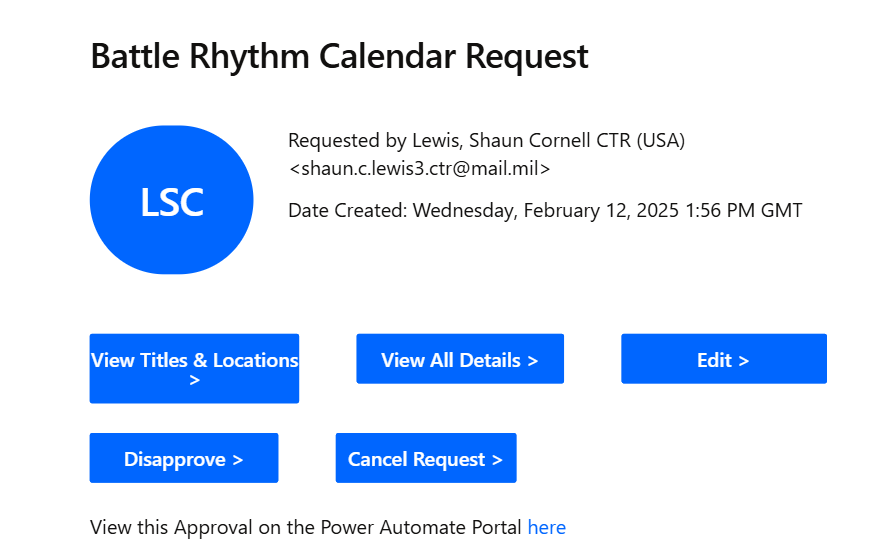 Battle Rhythm Calendar Request
LSC
Requested by Lewis, Shaun Cornell CTR (USA)
<shaun.c.lewis3.ctr@mail.mil>
Date Created: Wednesday, February 12, 2025 1:56 PM GMT
View Titles & Locations
>
View All Details >
Edit >
Disapprove >
Cancel Request >
View this Approval on the Power Automate Portal here